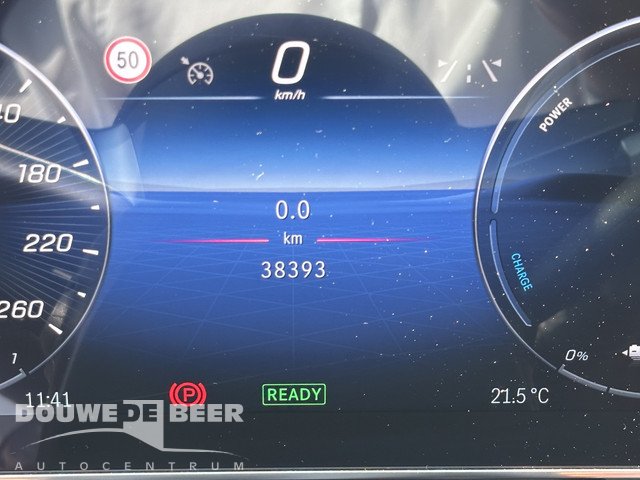 50
0
km/h
POWER
180
0.0
220
km
CHARGE
38393
260
0%
1
11:41
P
READY
21.5 °C
DOUWE DE BEER
AUTOCENTRUM